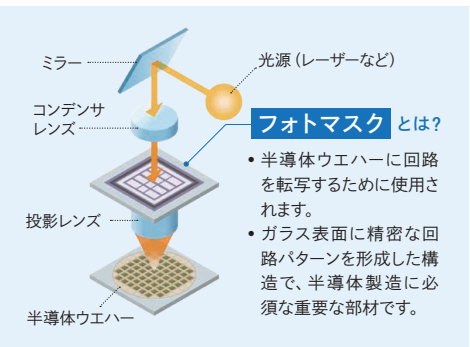 ミラー
光源（レーザーなど）
コンデンサ
レンズ
フォトマスク とは?
• 半導体ウエハーに回路
を転写するために使用さ
れます。
• ガラス表面に精密な回
路パターンを形成した構
造で、半導体製造に必
須な重要な部材です。
投影レンズ
半導体ウエハー